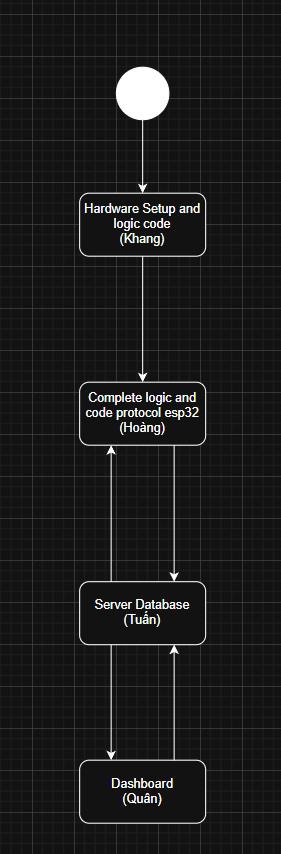 Hardware Setup and
logic code
(Khang)
Complete logic and
code protocol esp32
(Hoàng)
Server Database
(Tuấn)
Dashboard
(Quân)